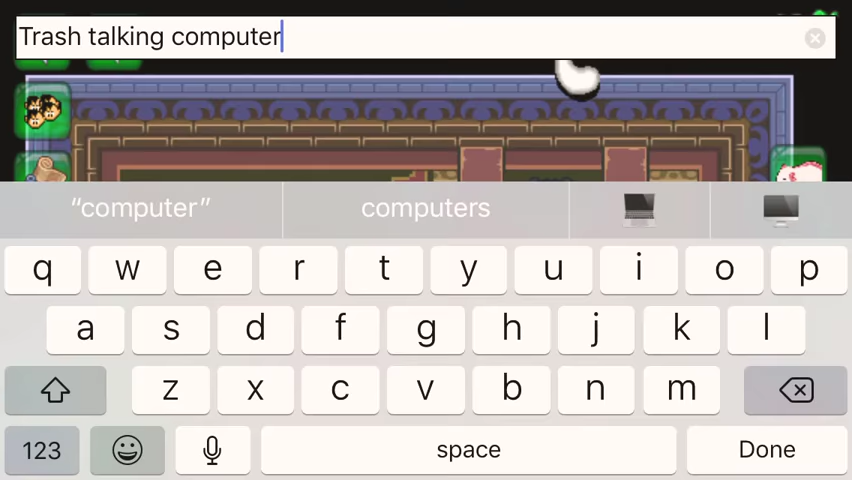 Trash talking computer
“computer” computers
q w e r t y u i o p
a s d f g h j k l
z x c v b n m
123 space Done